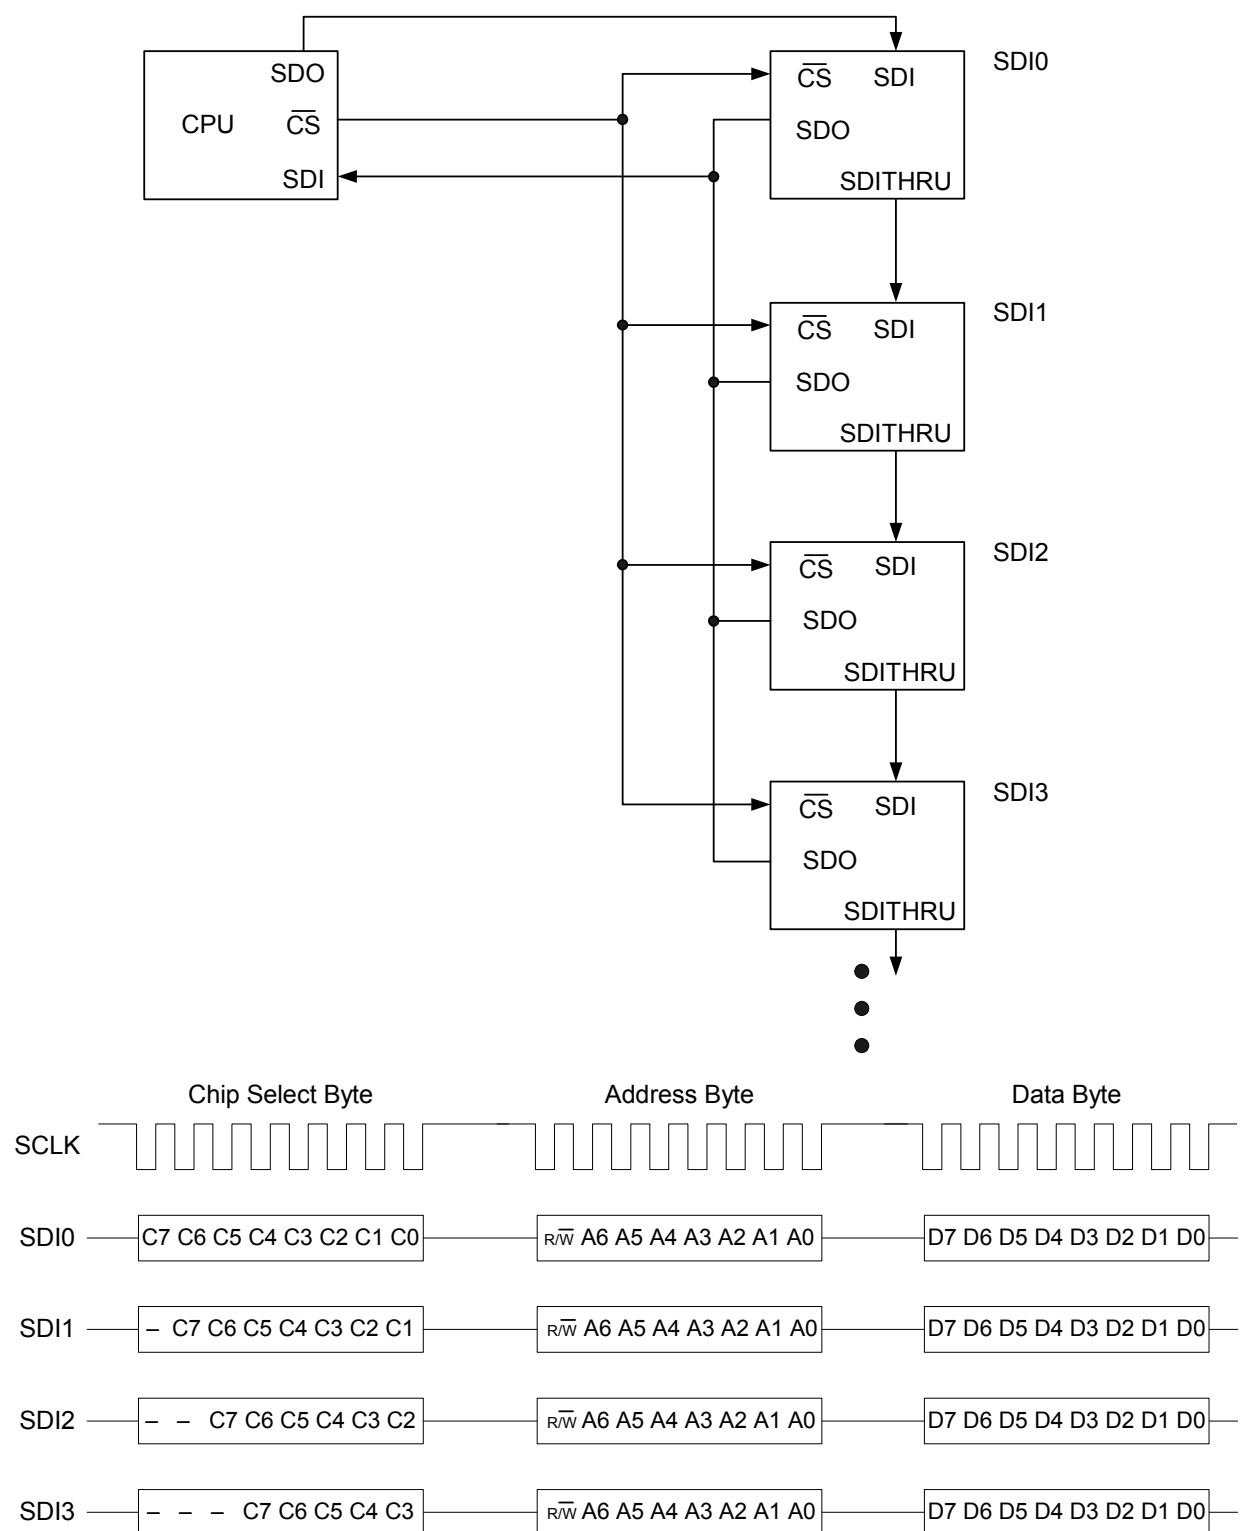 SDO
CPU
CS
SDI
CS SDI
SDO
SDITHRU
SDI0
CS SDI
SDO
SDITHRU
SDI1
CS SDI
SDO
SDITHRU
SDI2
CS SDI
SDO
SDITHRU
SDI3
Chip Select Byte Address Byte Data Byte
SCLK
SDI0 C7 C6 C5 C4 C3 C2 C1 C0 R/W A6 A5 A4 A3 A2 A1 A0 D7 D6 D5 D4 D3 D2 D1 D0
SDI1 – C7 C6 C5 C4 C3 C2 C1 R/W A6 A5 A4 A3 A2 A1 A0 D7 D6 D5 D4 D3 D2 D1 D0
SDI2 – – C7 C6 C5 C4 C3 C2 R/W A6 A5 A4 A3 A2 A1 A0 D7 D6 D5 D4 D3 D2 D1 D0
SDI3 – – – C7 C6 C5 C4 C3 R/W A6 A5 A4 A3 A2 A1 A0 D7 D6 D5 D4 D3 D2 D1 D0